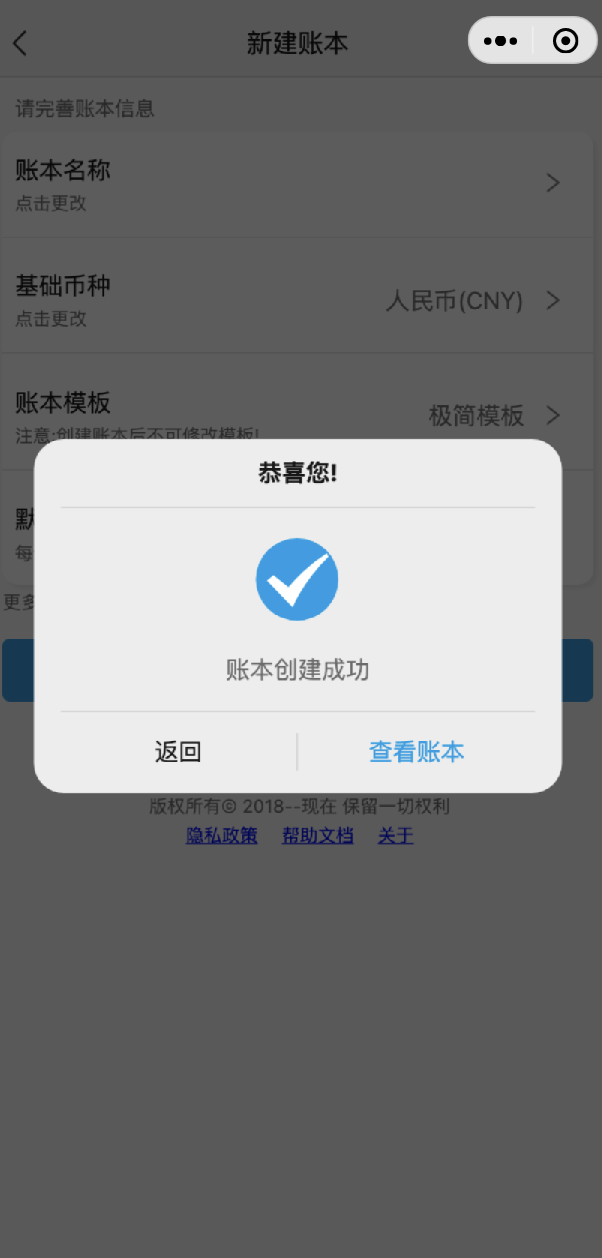 新建账本
请完善账本信息
账本名称
点击更改
基础币种
人民币(CNY)
点击更改
账本模板
极简模板
注意:创建账本后不可修改模板!
恭喜您!
默
每
更多
账本创建成功
返回
查看账本
版权所有© 2018--现在 保留一切权利
隐私政策 帮助文档 关于